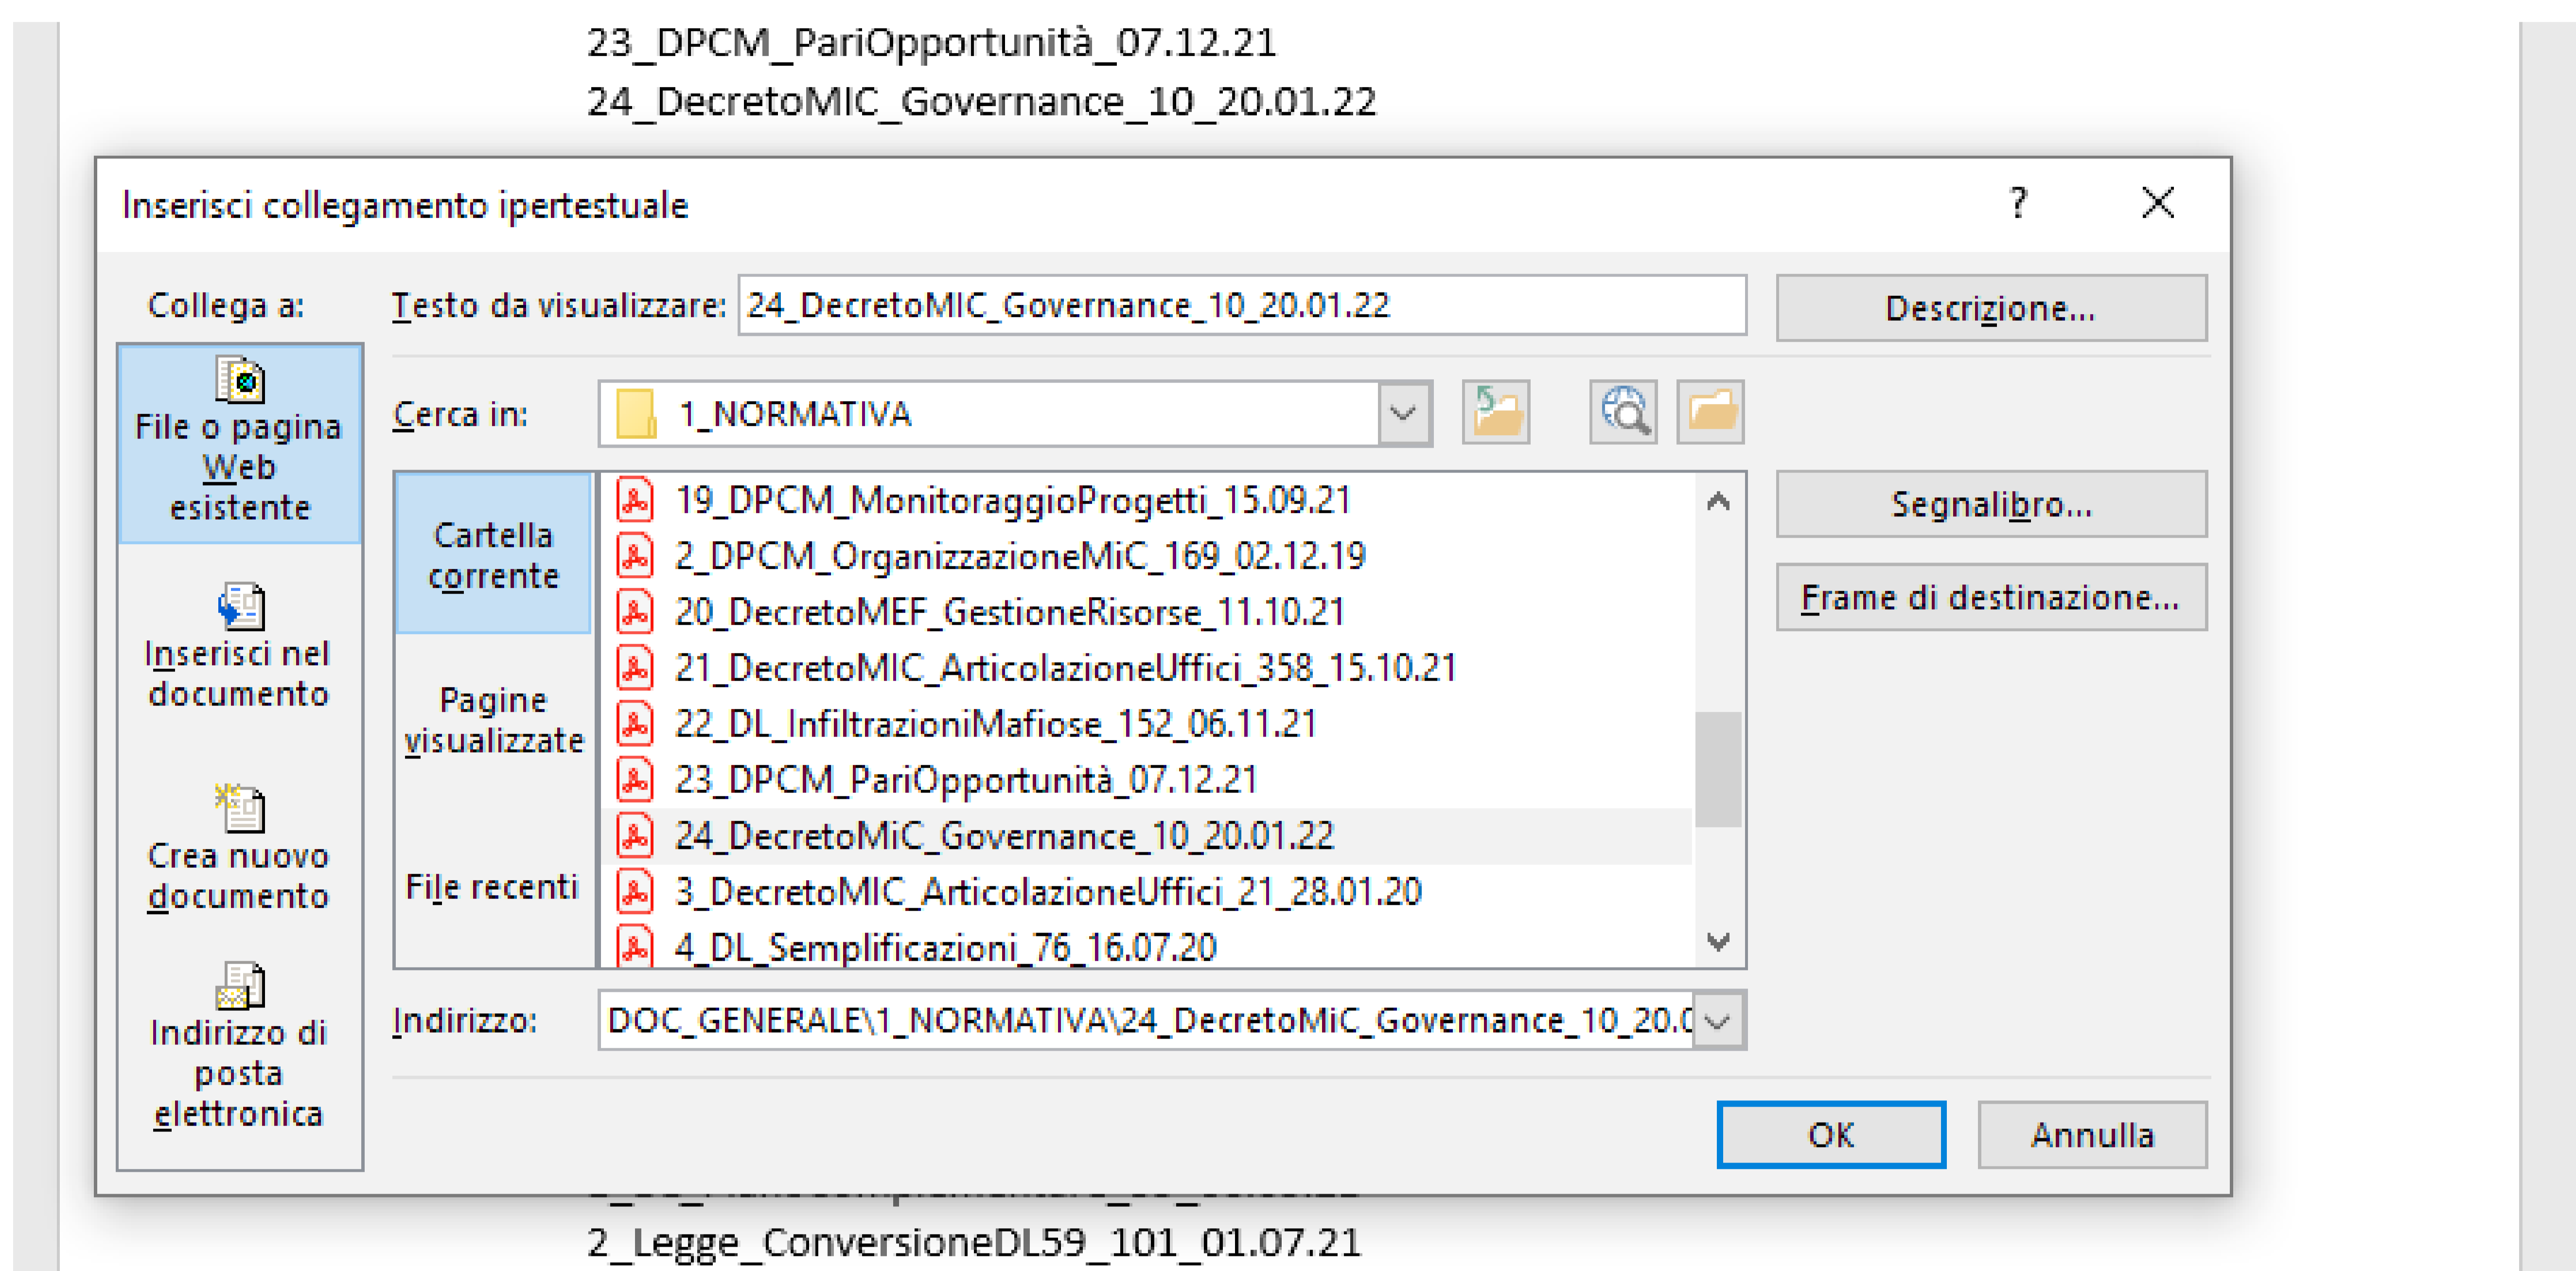 23_DPCM_PariOpportunità_07.12.21
24_DecretoMIC_Governance_10_20.01.22
Inserisci collegamento ipertestuale
?
Collega a:
Testo da visualizzare: 24_DecretoMIC_Governance_10_20.01.22
Descrizione...
File o pagina
Web
esistente
Inserisci nel
documento
Crea nuovo
documento
Indirizzo di
posta
elettronica
Cerca in: 1_NORMATIVA
Cartella
corrente
Pagine
visualizzate
File recenti
19_DPCM_MonitoraggioProgetti_15.09.21
2_DPCM_OrganizzazioneMiC_169_02.12.19
20_DecretoMEF_GestioneRisorse_11.10.21
21_DecretoMIC_ArticolazioneUffici_358_15.10.21
22_DL_InfiltrazioniMafiose_152_06.11.21
23_DPCM_PariOpportunità_07.12.21
24_DecretoMiC_Governance_10_20.01.22
3_DecretoMIC_ArticolazioneUffici_21_28.01.20
4_DL_Semplificazioni_76_16.07.20
Segnalibro...
Frame di destinazione...
Indirizzo: DOC_GENERALE\1_NORMATIVA\24_DecretoMiC_Governance_10_20.0
OK
Annulla
2_Legge_ConversioneDL59_101_01.07.21